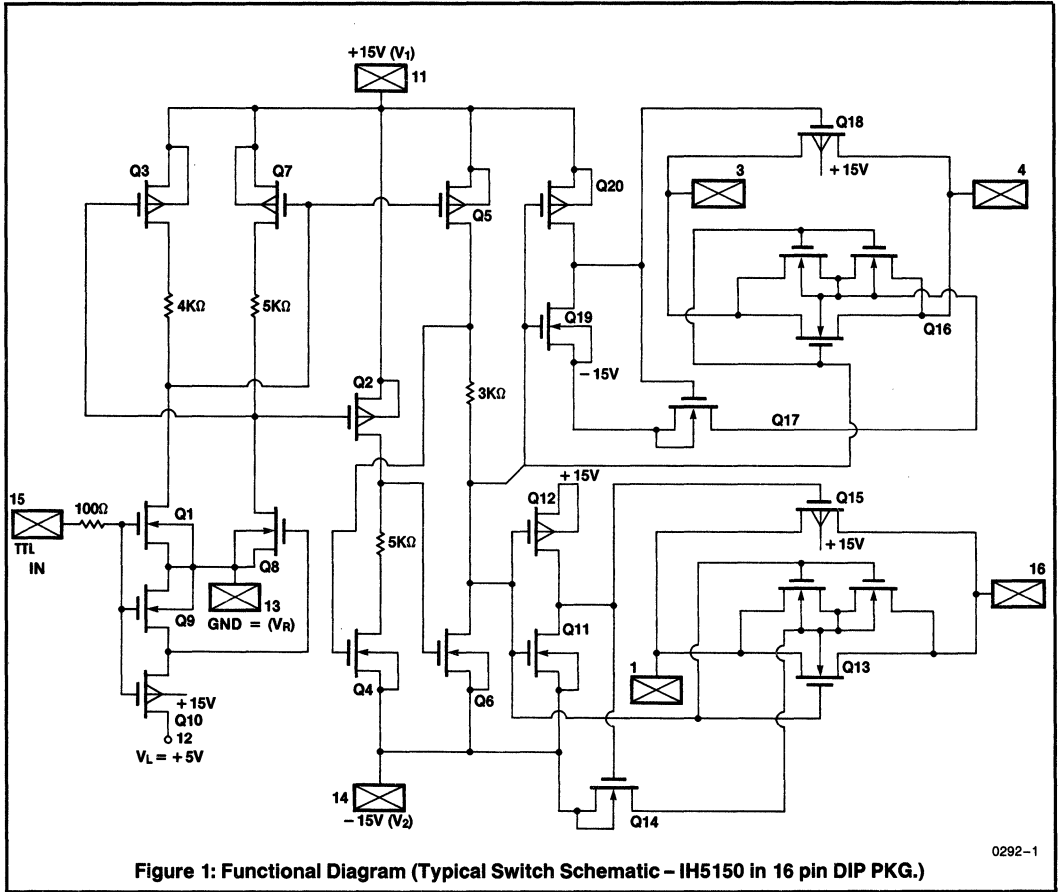 +15V (V1)
11
Q18
+15V
3
4
Q3
Q7
Q5
Q20
4KΩ
5KΩ
Q19
-15V
Q16
Q2
3KΩ
Q17
15
100Ω
TTL
IN
Q1
Q8
Q9
13
GND = (VR)
+15V
Q10
12
VL = +5V
5KΩ
Q4
Q6
+15V
Q12
Q11
Q15
+15V
16
1
Q13
14
-15V (V2)
Q14
0292-1
Figure 1: Functional Diagram (Typical Switch Schematic – IH5150 in 16 pin DIP PKG.)